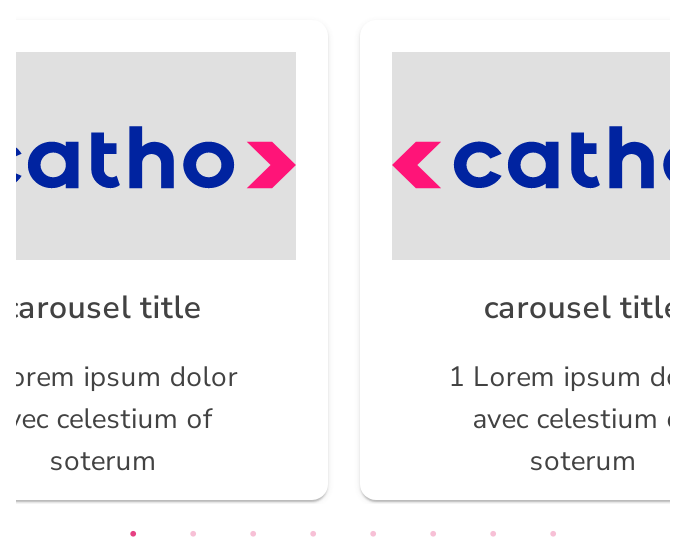 catho
carousel title
orem ipsum dolor
vec celestium of
soterum
catho
carousel title
1 Lorem ipsum do
avec celestium
soterum